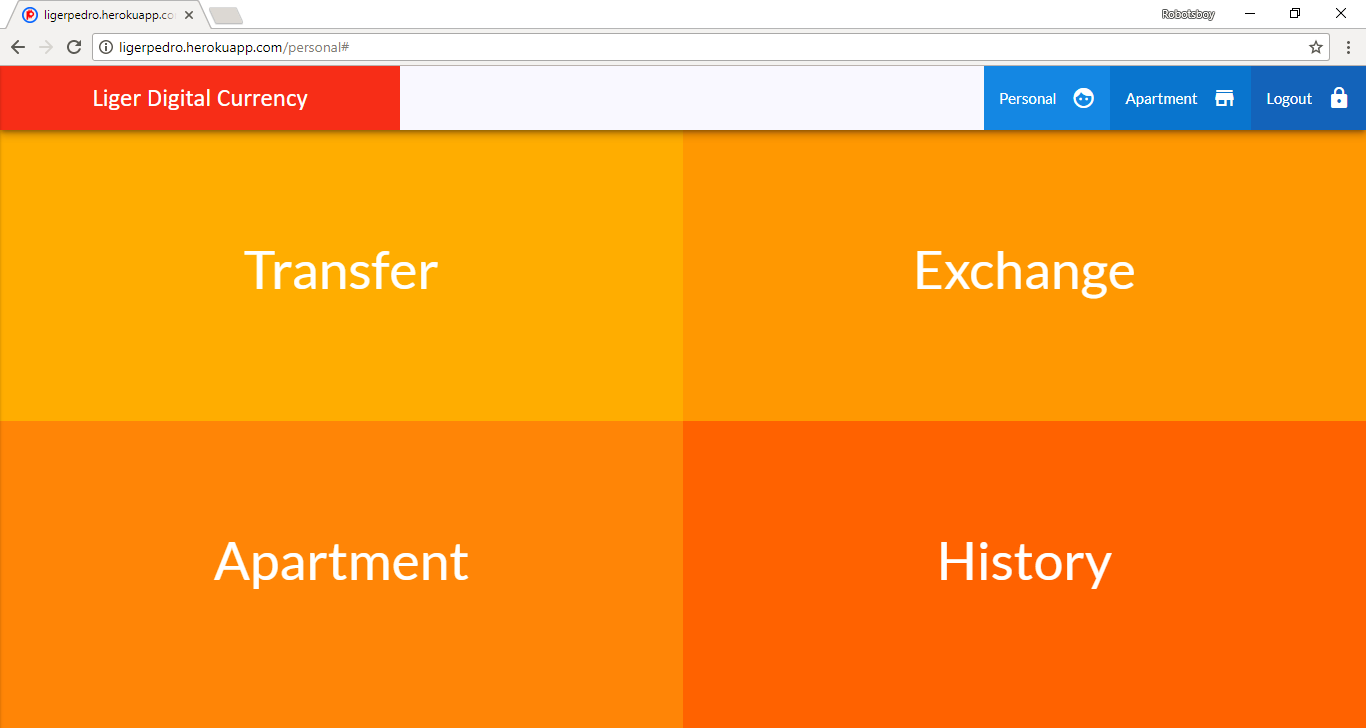 ligerpedro.herokuapp.co
Robotsboy
ligerpedro.herokuapp.com/personal#
Liger Digital Currency
Personal
Apartment
Logout
Transfer
Exchange
Apartment
History